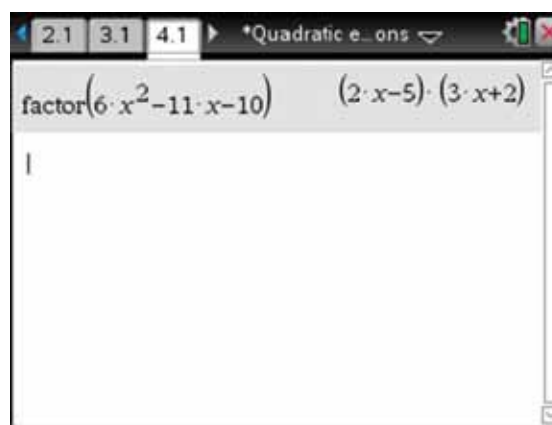 2.1 3.1 4.1 *Quadratic e...ons
factor(6·x²−11·x−10) (2·x−5)·(3·x+2)